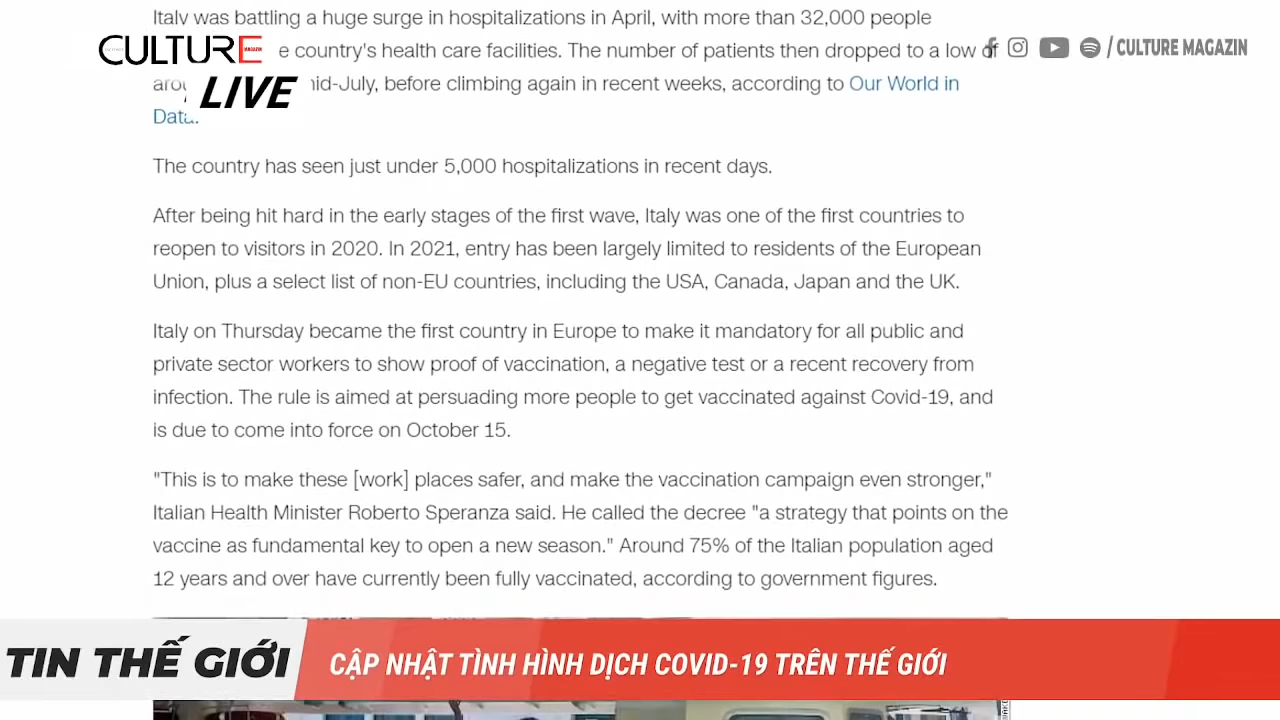 Italy was battling a huge surge in hospitalizations in April, with more than 32,000 people
CULTURE
MAGAZIN
country's health care facilities. The number of patients then dropped to a low of
/ CULTURE MAGAZIN
LIVE
before climbing again in recent weeks, according to Our World in
Data.
The country has seen just under 5,000 hospitalizations in recent days.
After being hit hard in the early stages of the first wave, Italy was one of the first countries to
reopen to visitors in 2020. In 2021, entry has been largely limited to residents of the European
Union, plus a select list of non-EU countries, including the USA, Canada, Japan and the UK.
Italy on Thursday became the first country in Europe to make it mandatory for all public and
private sector workers to show proof of vaccination, a negative test or a recent recovery from
infection. The rule is aimed at persuading more people to get vaccinated against Covid-19, and
is due to come into force on October 15.
"This is to make these [work] places safer, and make the vaccination campaign even stronger,"
Italian Health Minister Roberto Speranza said. He called the decree "a strategy that points on the
vaccine as fundamental key to open a new season." Around 75% of the Italian population aged
12 years and over have currently been fully vaccinated, according to government figures.
TIN THẾ GIỚI
CẬP NHẬT TÌNH HÌNH DỊCH COVID-19 TRÊN THẾ GIỚI